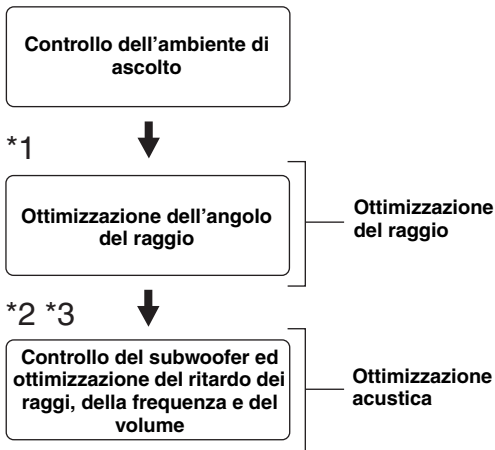 Controllo dell'ambiente di
ascolto
*1
Ottimizzazione dell'angolo
del raggio
Ottimizzazione
del raggio
*2 *3
Controllo del subwoofer ed
ottimizzazione del ritardo dei
raggi, della frequenza e del
volume
Ottimizzazione
acustica